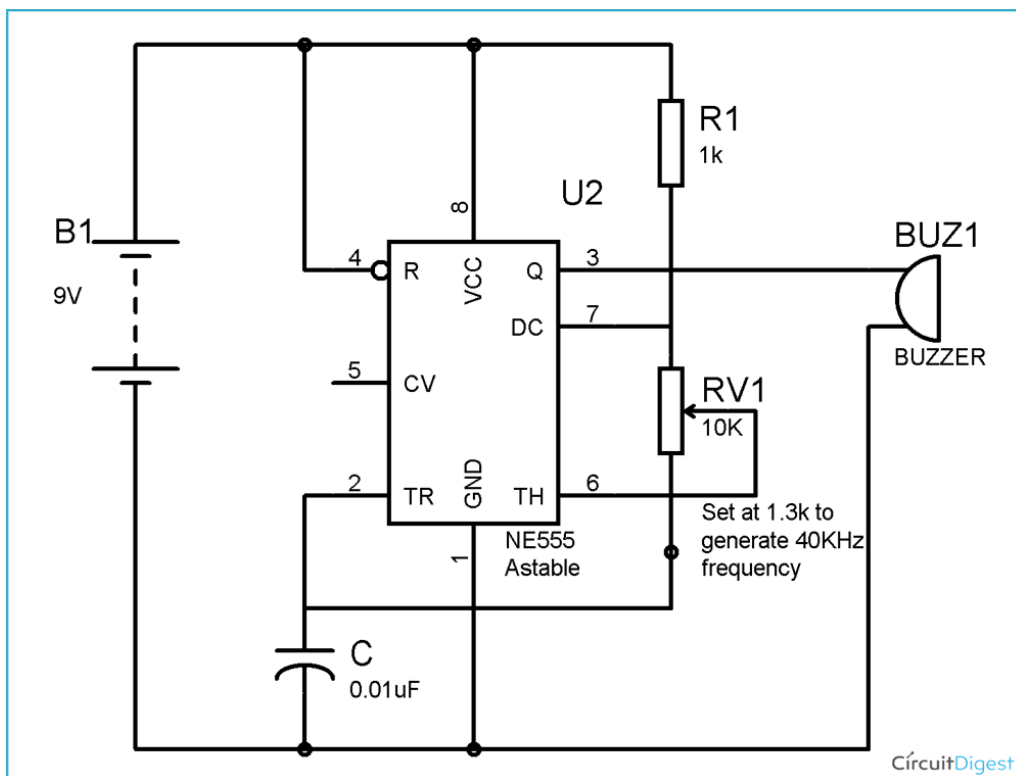 R1
1k
U2
B1
9V
BUZ1
BUZZER
8
4
R
VCC
Q
3
DC
7
5
CV
RV1
10K
2
TR
GND
TH
6
1
NE555
Astable
Set at 1.3k to
generate 40KHz
frequency
C
0.01uF
CircuitDigest